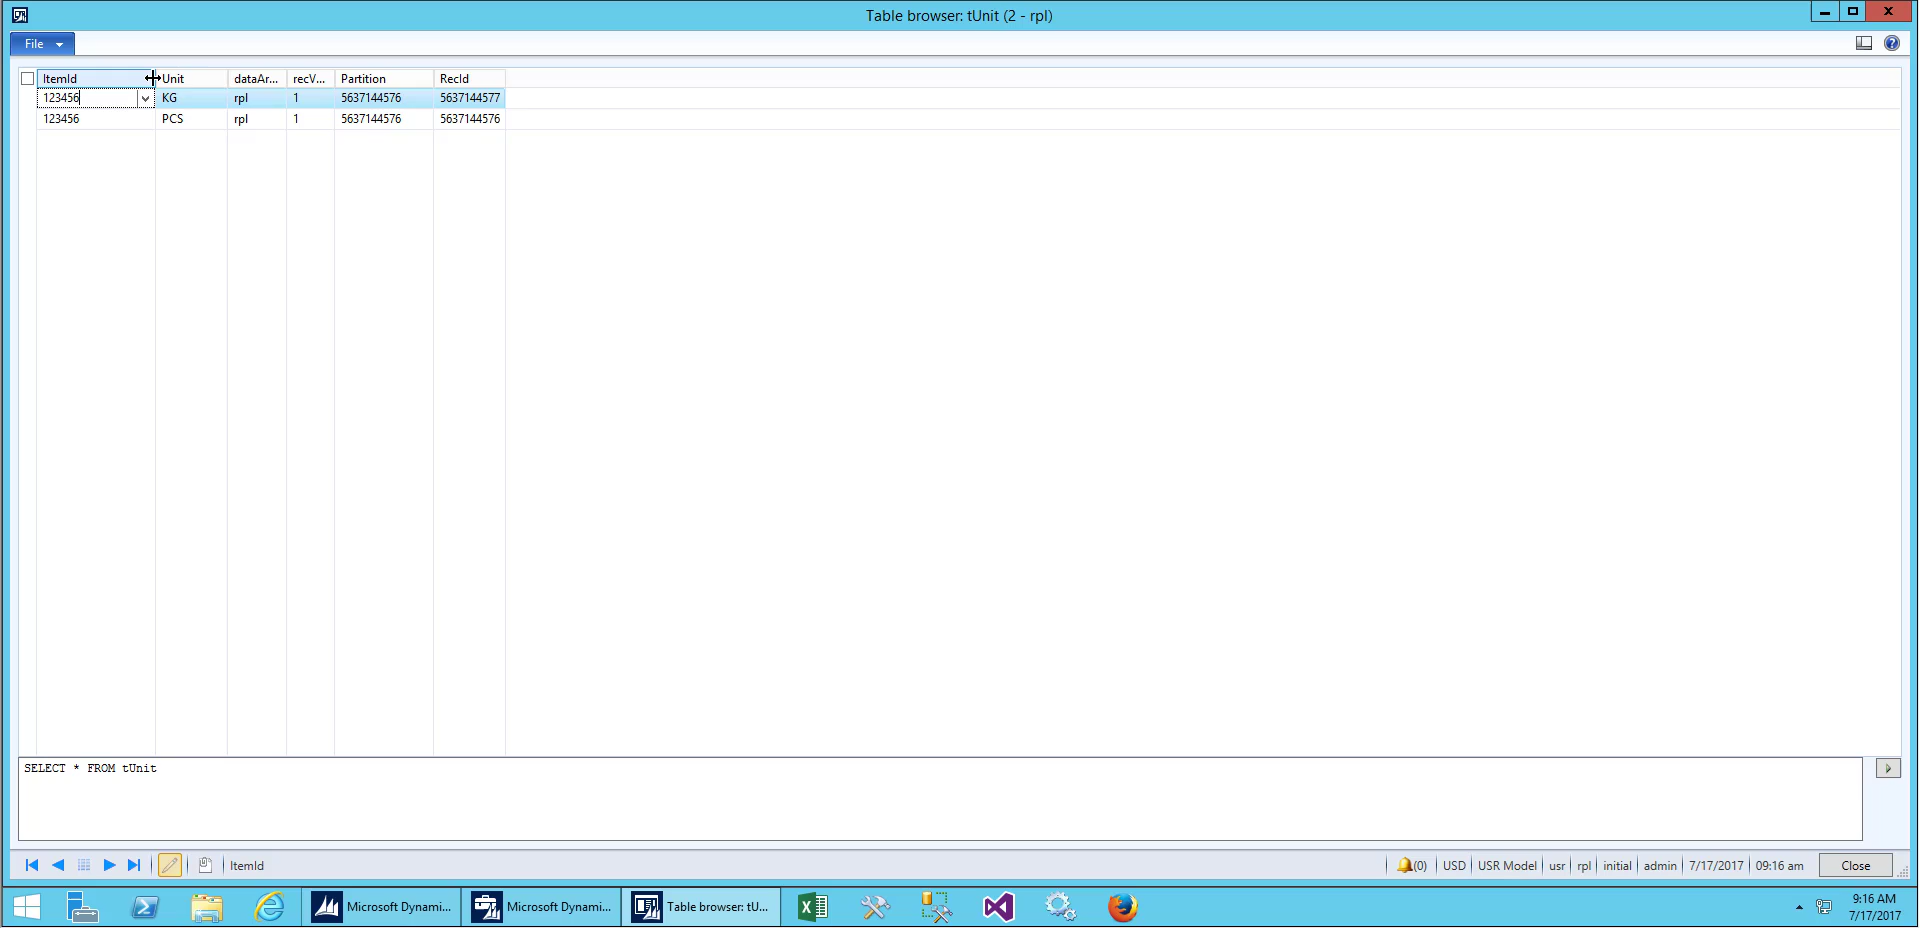 Table browser: tUnit (2 - rpl)
File
ItemId Unit dataAr... recV... Partition RecId
123456 KG rpl 1 5637144576 5637144577
123456 PCS rpl 1 5637144576 5637144576
SELECT * FROM tUnit
ItemId (0) USD USR Model usr rpl initial admin 7/17/2017 09:16 am Close
Microsoft Dynami... Microsoft Dynami... Table browser: tU... 9:16 AM
7/17/2017